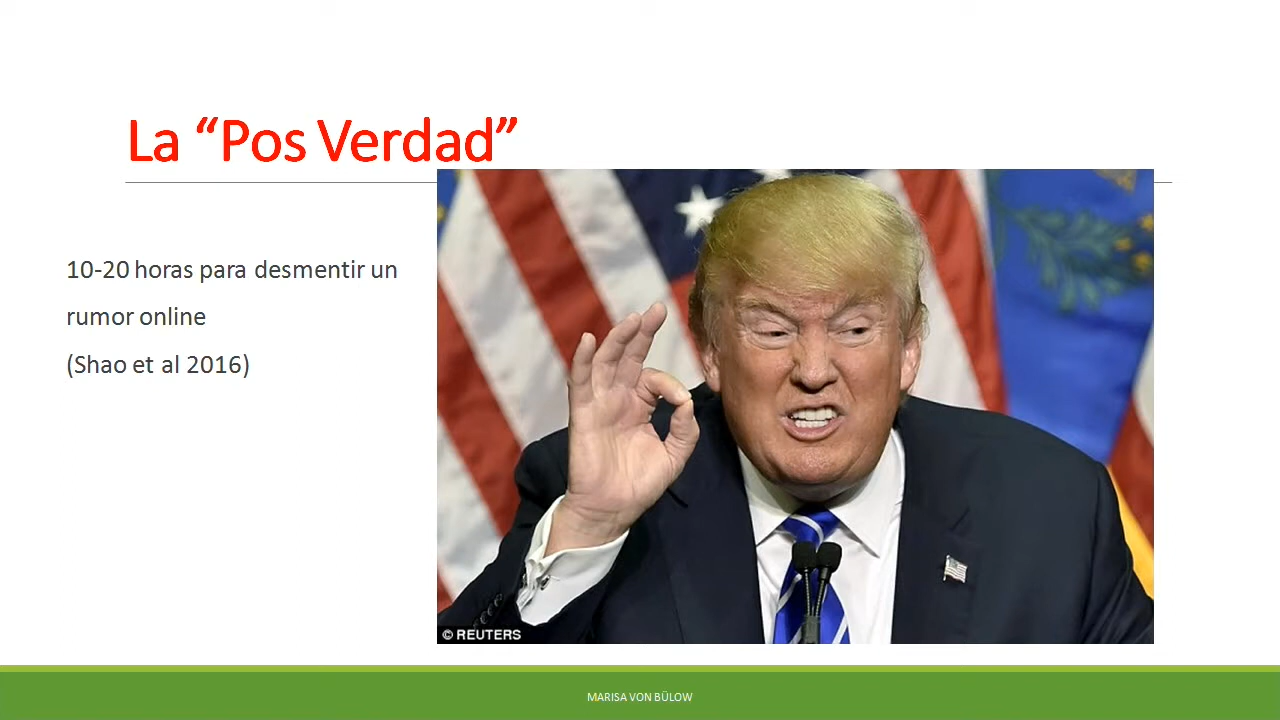 La “Pos Verdad”
10-20 horas para desmentir un
rumor online
(Shao et al 2016)
© REUTERS
MARISA VON BÜLOW